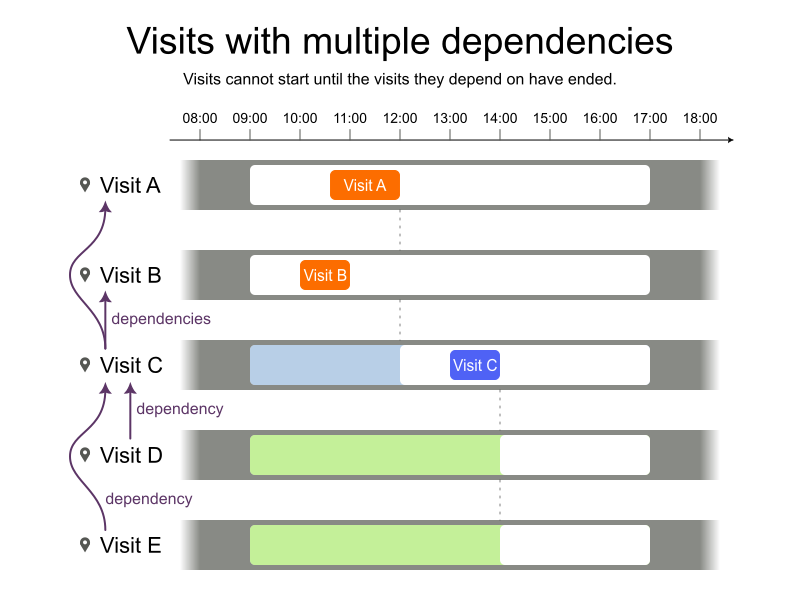 Visits with multiple dependencies
Visits cannot start until the visits they depend on have ended.
08:00 09:00 10:00 11:00 12:00 13:00 14:00 15:00 16:00 17:00 18:00
Visit A Visit A
Visit B Visit B
dependencies
Visit C Visit C
dependency
Visit D
dependency
Visit E